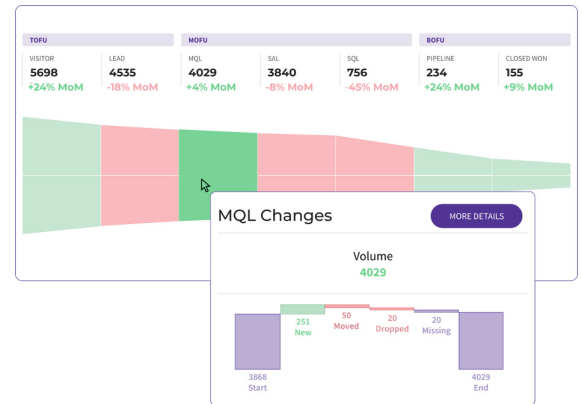 TOFU MOFU BOFU
VISITOR LEAD MQL SAL SQL PIPELINE CLOSED WON
5698 4535 4029 3840 756 234 155
+24% MoM -18% MoM +4% MoM -8% MoM -45% MoM +24% MoM +9% MoM
MQL Changes
MORE DETAILS
Volume
4029
251
New
50
Moved
20
Dropped
20
Missing
3868
Start
4029
End